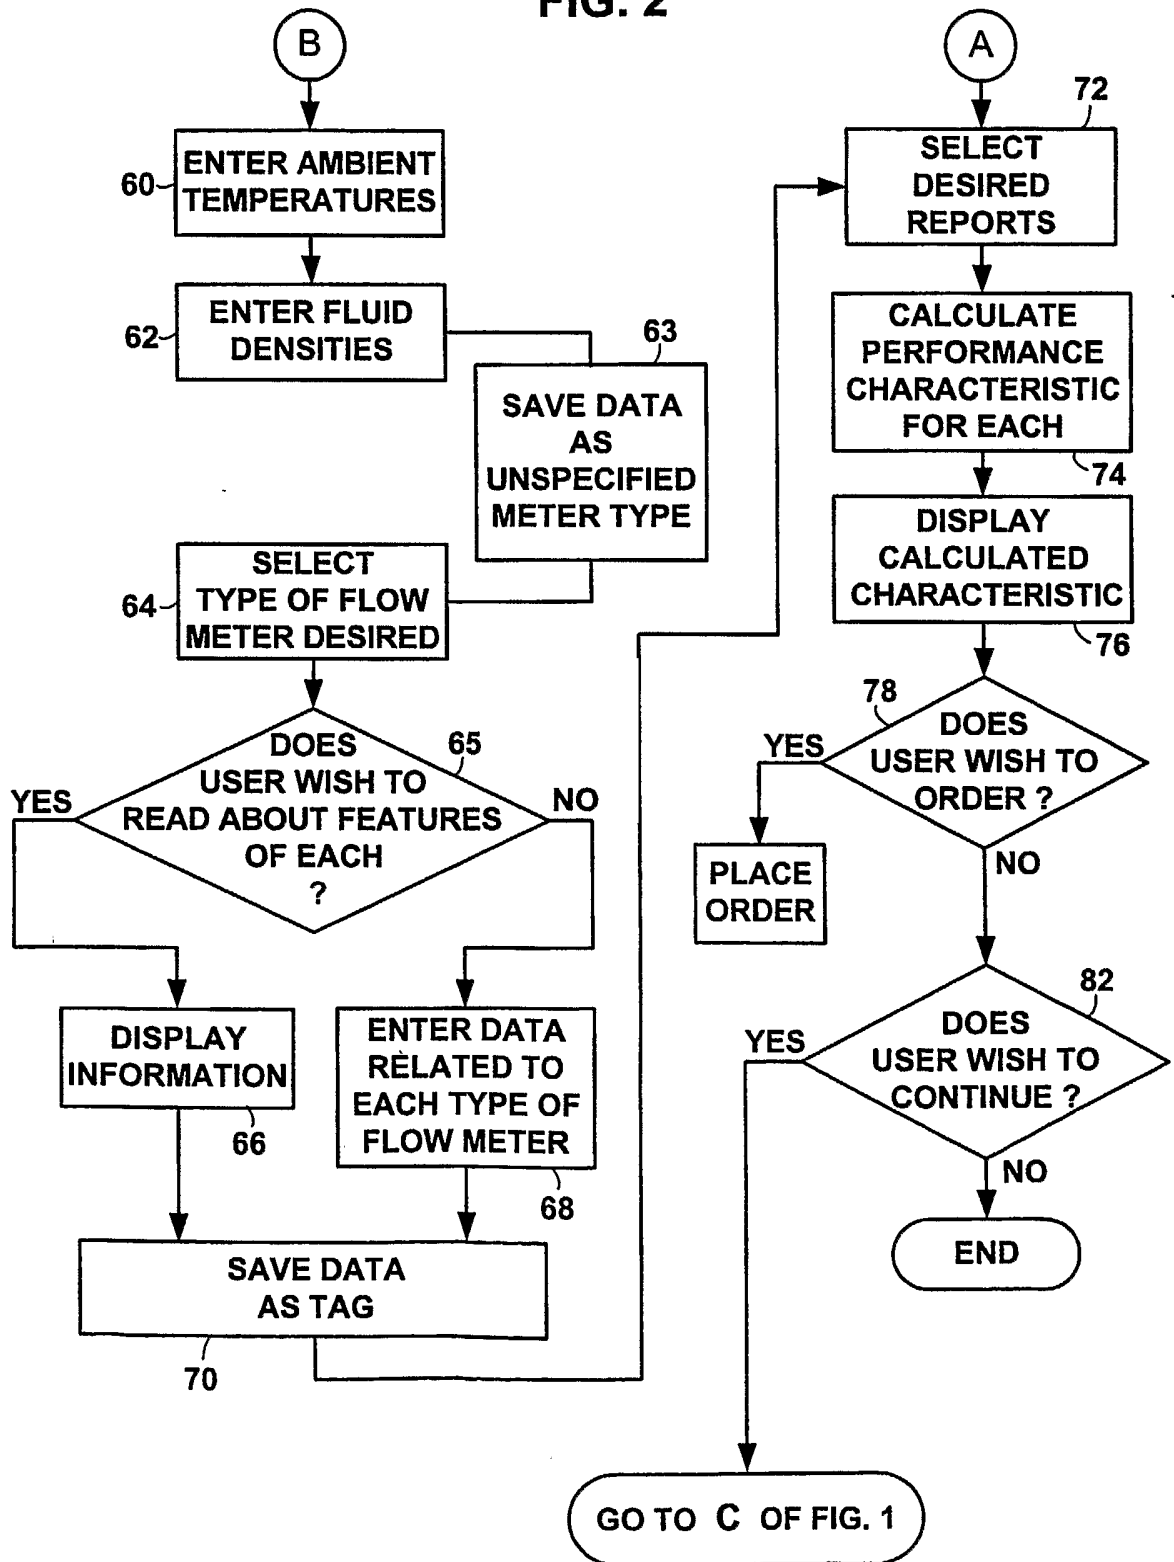 FIG. 2
B
60
ENTER AMBIENT
TEMPERATURES
62
ENTER FLUID
DENSITIES
63
SAVE DATA
AS
UNSPECIFIED
METER TYPE
64
SELECT
TYPE OF FLOW
METER DESIRED
65
DOES
USER WISH TO
READ ABOUT FEATURES
OF EACH
?
YES
NO
DISPLAY
INFORMATION
66
ENTER DATA
RELATED TO
EACH TYPE OF
FLOW METER
68
SAVE DATA
AS TAG
70
A
72
SELECT
DESIRED
REPORTS
CALCULATE
PERFORMANCE
CHARACTERISTIC
FOR EACH
74
DISPLAY
CALCULATED
CHARACTERISTIC
76
78
DOES
USER WISH TO
ORDER ?
YES
NO
PLACE
ORDER
82
DOES
USER WISH TO
CONTINUE ?
YES
NO
END
GO TO C OF FIG. 1